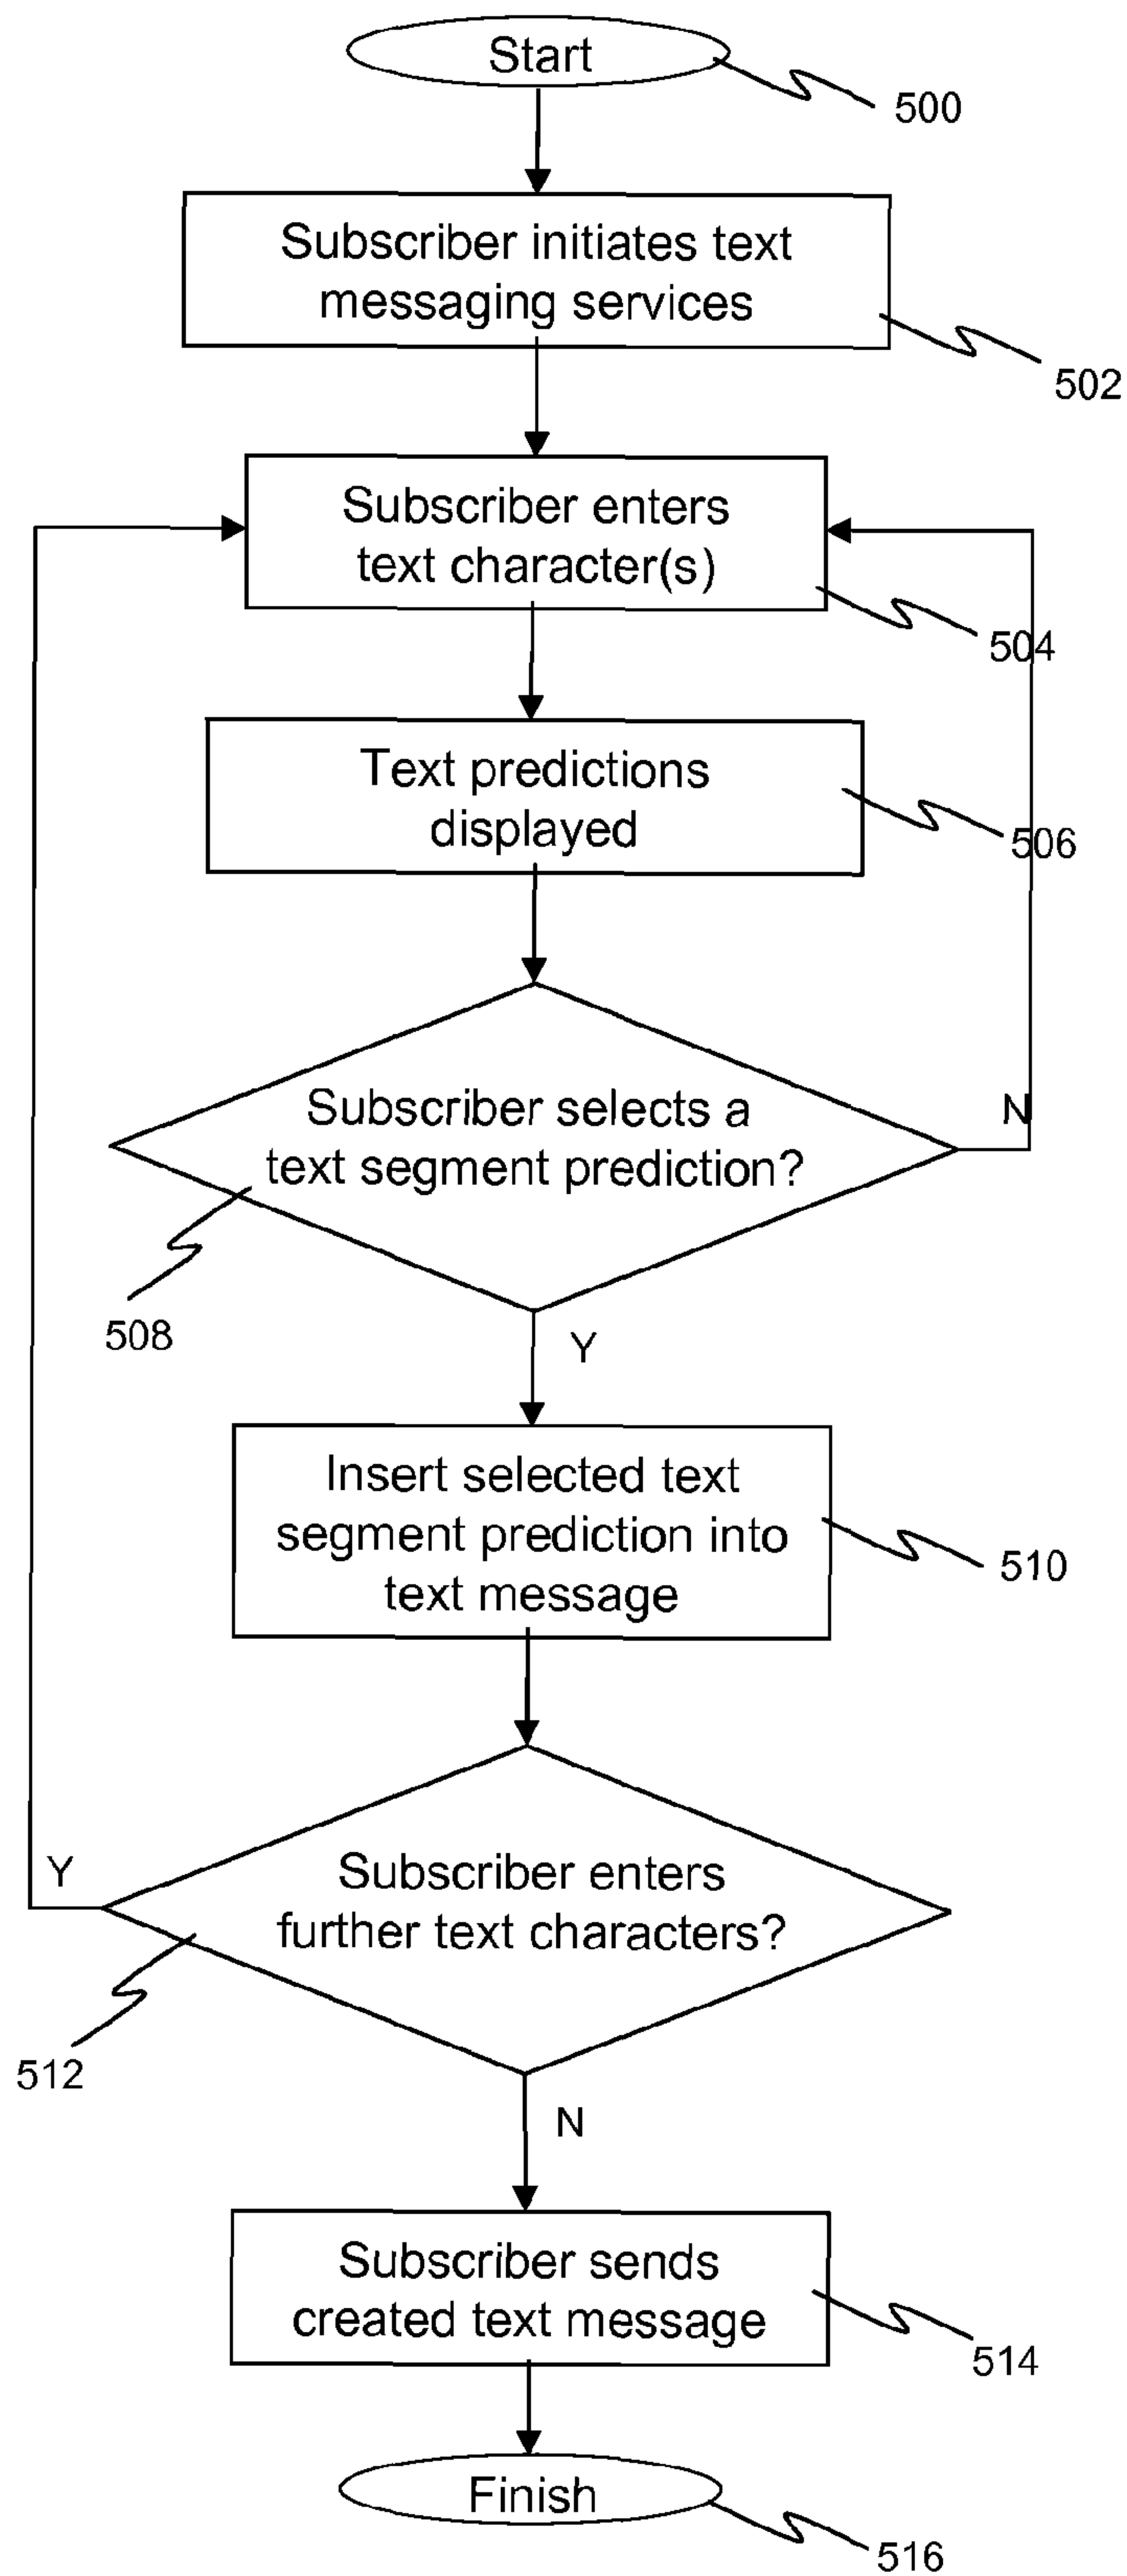 Start
500
Subscriber initiates text
messaging services
502
Subscriber enters
text character(s)
504
Text predictions
displayed
506
Subscriber selects a
text segment prediction?
N
508
Y
Insert selected text
segment prediction into
text message
510
Y
Subscriber enters
further text characters?
512
N
Subscriber sends
created text message
514
Finish
516